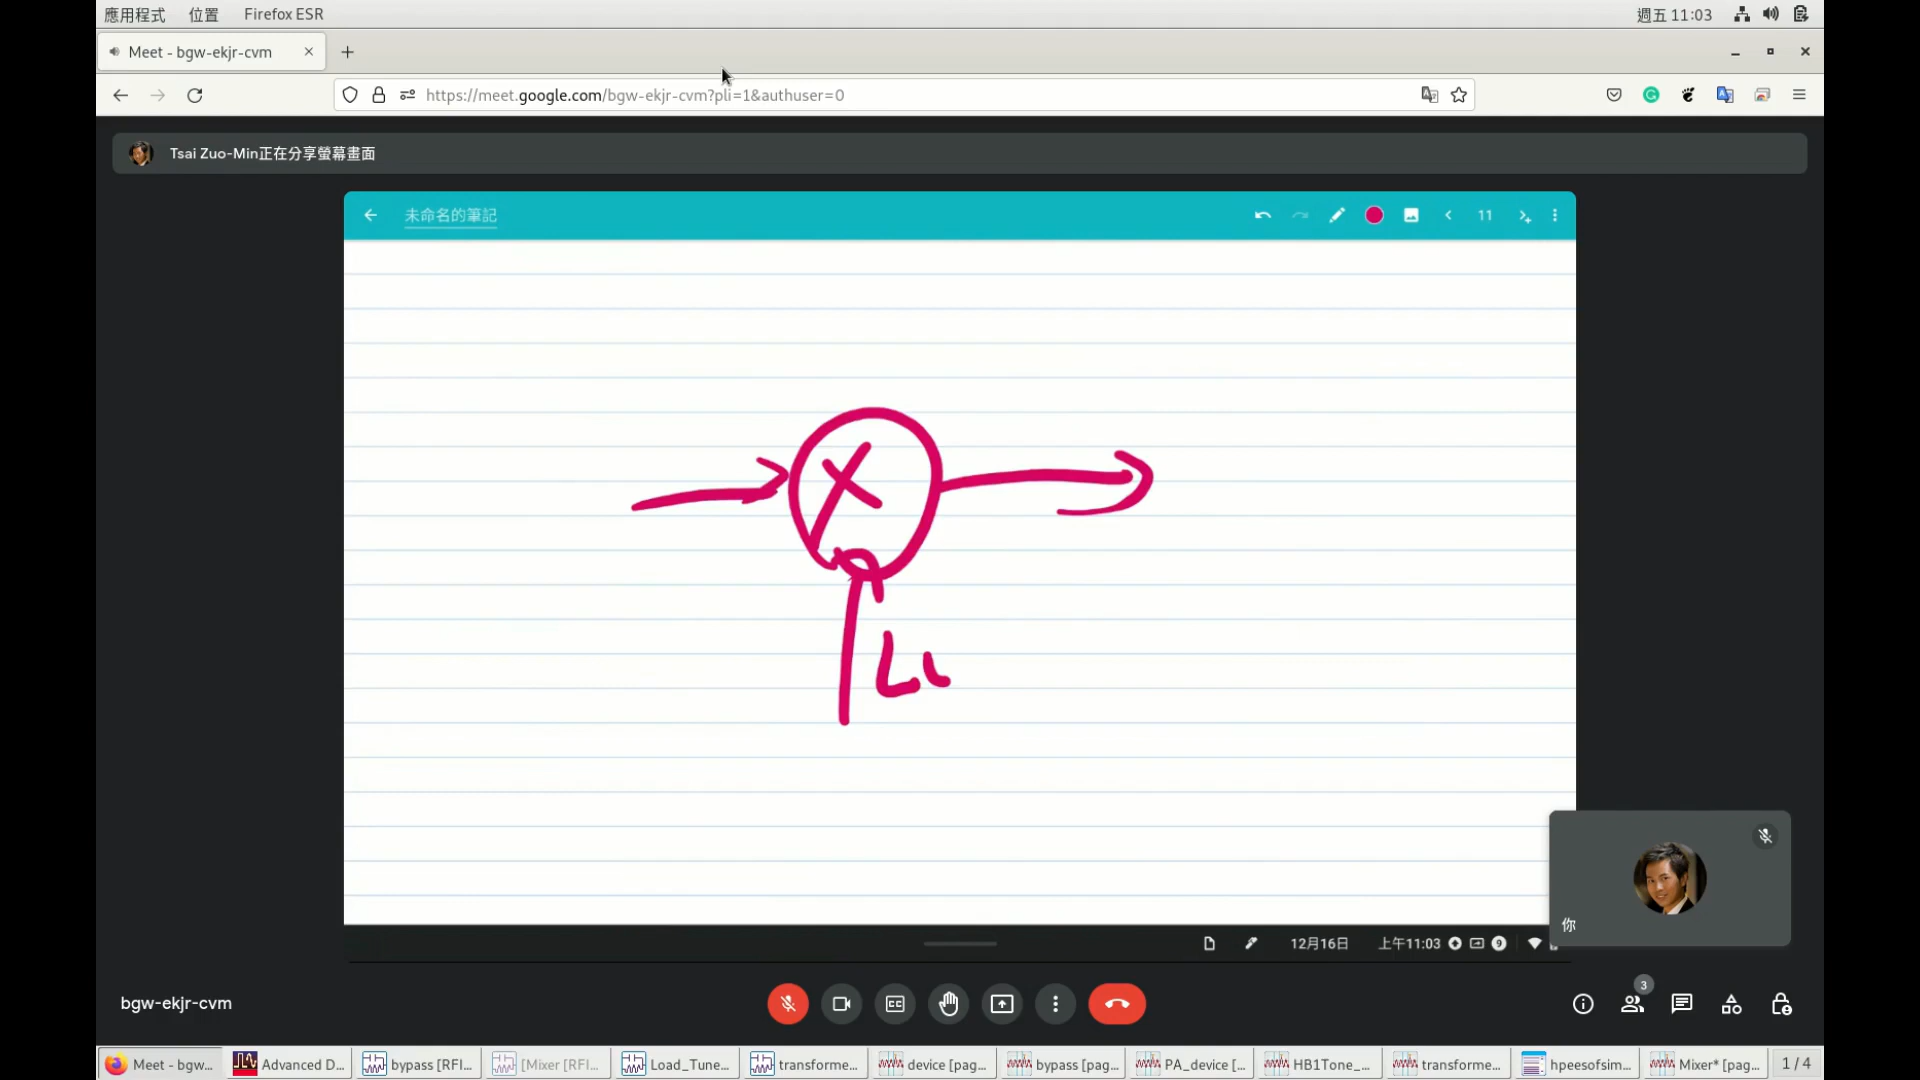 應用程式 位置 Firefox ESR 週五 11:03
Meet - bgw-ekjr-cvm
https://meet.google.com/bgw-ekjr-cvm?pli=1&authuser=0
Tsai Zuo-Min正在分享螢幕畫面
未命名的筆記 11
你
12月16日 上午11:03 9
bgw-ekjr-cvm 3
Meet - bgw... Advanced D... bypass [RFI... [Mixer [RFI... Load_Tune... transforme... device [pag... bypass [pag... PA_device [... HB1Tone_... transforme... hpeesofsim... Mixer* [pag... 1 / 4